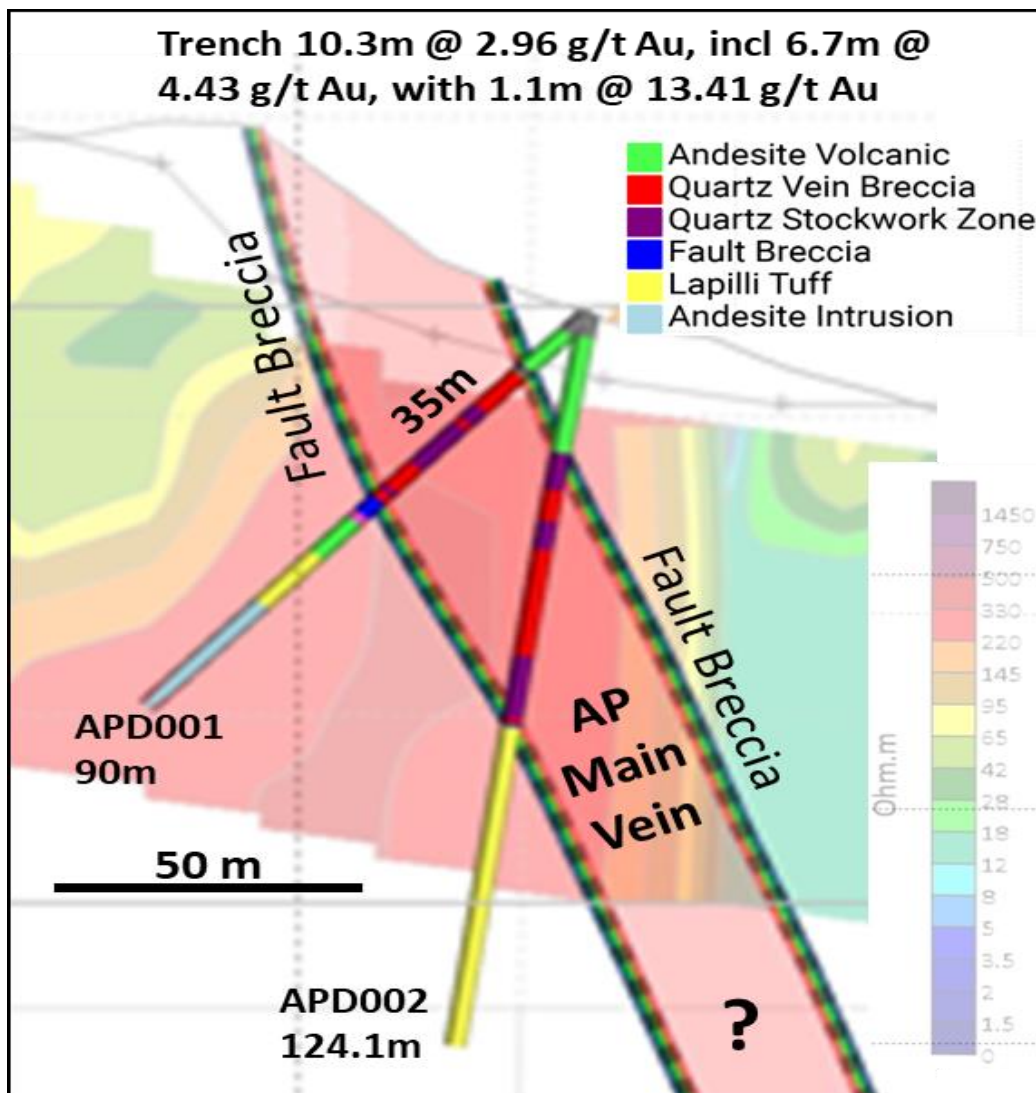 Trench 10.3m @ 2.96 g/t Au, incl 6.7m @
4.43 g/t Au, with 1.1m @ 13.41 g/t Au
Andesite Volcanic
Quartz Vein Breccia
Quartz Stockwork Zone
Fault Breccia
Lapilli Tuff
Andesite Intrusion
Fault Breccia
35m
Fault Breccia
AP
Main
Vein
APD001
90m
50 m
APD002
124.1m
?
Ohm.m
1450
750
500
330
220
145
95
65
42
28
18
12
8
5
3.5
2
1.5
0